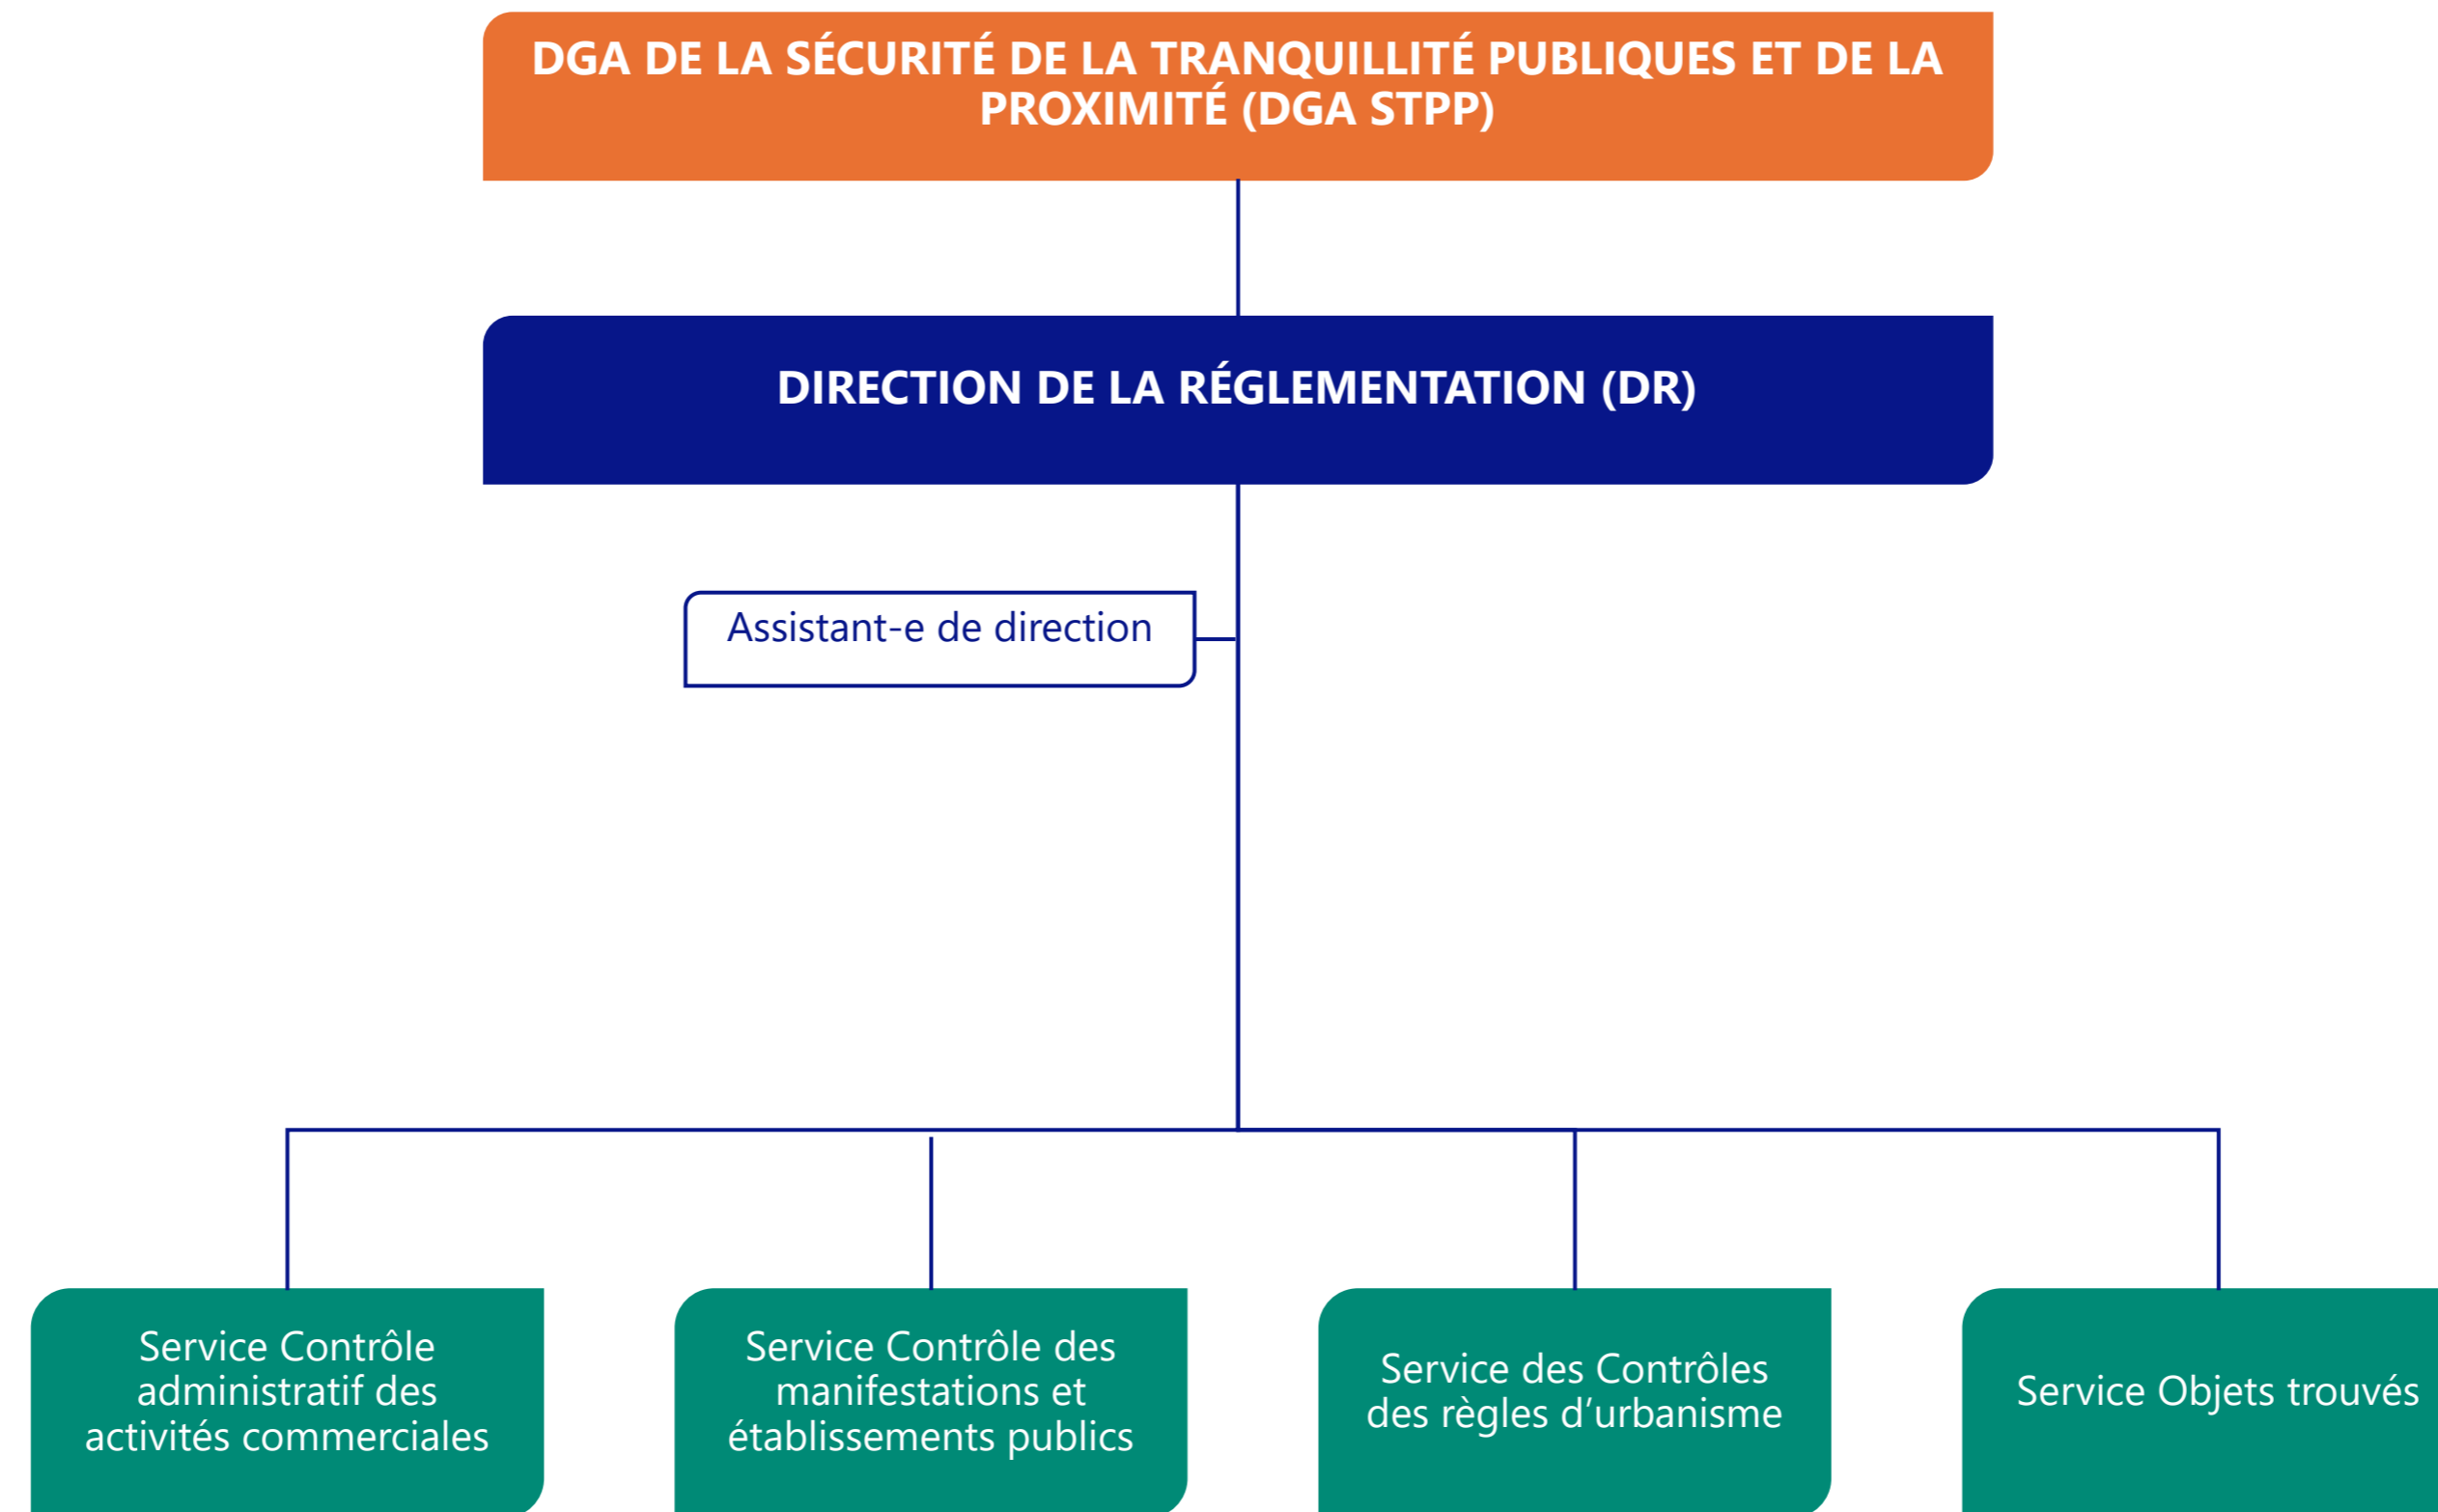 DGA DE LA SÉCURITÉ DE LA TRANQUILLITÉ PUBLIQUES ET DE LA
PROXIMITÉ (DGA STPP)
DIRECTION DE LA RÉGLEMENTATION (DR)
Assistant-e de direction
Service Contrôle
administratif des
activités commerciales
Service Contrôle des
manifestations et
établissements publics
Service des Contrôles
des règles d’urbanisme
Service Objets trouvés